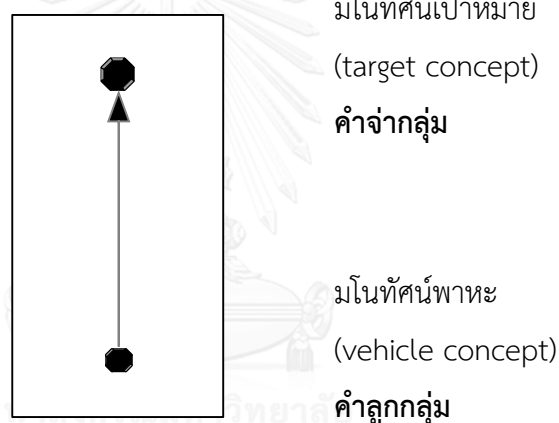 มโนทัศน์เป้าหมาย
(target concept)
คำจ่ากลุ่ม
มโนทัศน์พาหะ
(vehicle concept)
คำลูกกลุ่ม